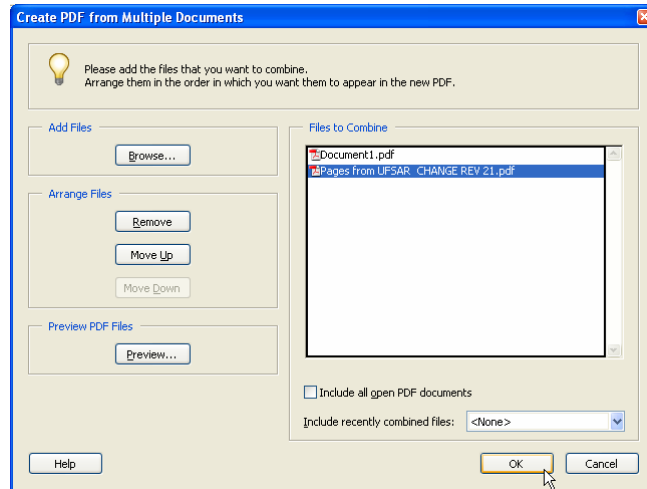 Create PDF from Multiple Documents
Please add the files that you want to combine.
Arrange them in the order in which you want them to appear in the new PDF.
Add Files
Browse...
Arrange Files
Remove
Move Up
Move Down
Preview PDF Files
Preview...
Files to Combine
Document1.pdf
Pages from UFSAR CHANGE REV 21.pdf
Include all open PDF documents
Include recently combined files: <None>
Help
OK
Cancel